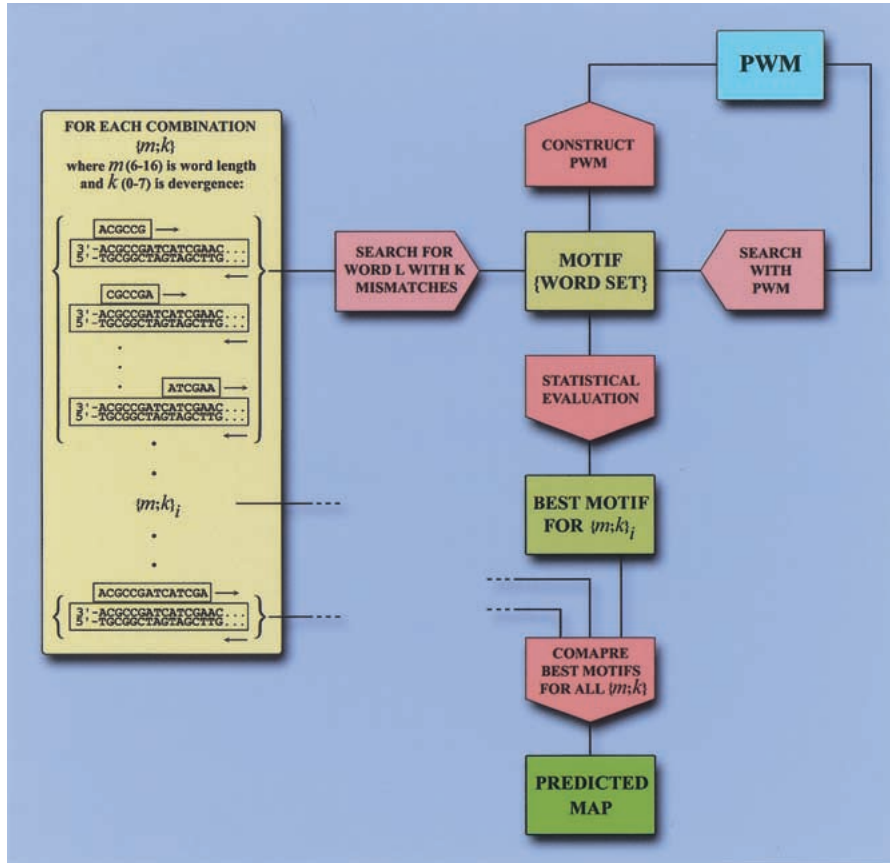 PWM
FOR EACH COMBINATION
{m;k}
where m (6-16) is word length
and k (0-7) is devergence:
ACGCCG
3'-ACGCCGATCATCGAAC...
5'-TGCGGCTAGTAGCTTG...
CGCCGA
3'-ACGCCGATCATCGAAC...
5'-TGCGGCTAGTAGCTTG...
ATCGAA
3'-ACGCCGATCATCGAAC...
5'-TGCGGCTAGTAGCTTG...
{m;k}i
ACGCCGATCATCGA
3'-ACGCCGATCATCGAAC...
5'-TGCGGCTAGTAGCTTG...
SEARCH FOR
WORD L WITH K
MISMATCHES
CONSTRUCT
PWM
MOTIF
{WORD SET}
SEARCH
WITH
PWM
STATISTICAL
EVALUATION
BEST MOTIF
FOR {m;k}i
COMAPRE
BEST MOTIFS
FOR ALL {m;k}
PREDICTED
MAP